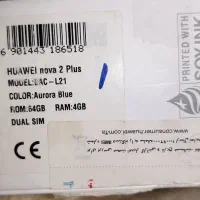 6 901443 186518
HUAWEI nova 2 Plus
MODEL:BAC-L21
COLOR:Aurora Blue
ROM:64GB RAM:4GB
DUAL SIM
PRINTED WITH
SOY INK
www.consumer.huawei.com/fa